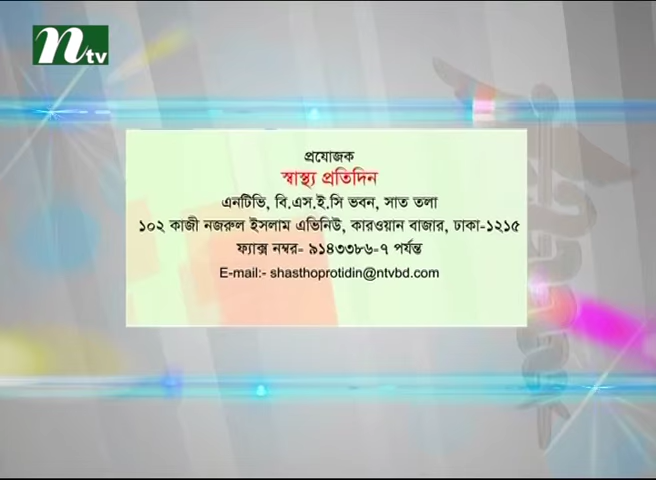 ntv
প্রযোজক
স্বাস্থ্য প্রতিদিন
এনটিভি, বি.এস.ই.সি ভবন, সাত তলা
১০২ কাজী নজরুল ইসলাম এভিনিউ, কারওয়ান বাজার, ঢাকা-১২১৫
ফ্যাক্স নম্বর- ৯১৪৩৩৮৬-৭ পর্যন্ত
E-mail:- shasthoprotidin@ntvbd.com